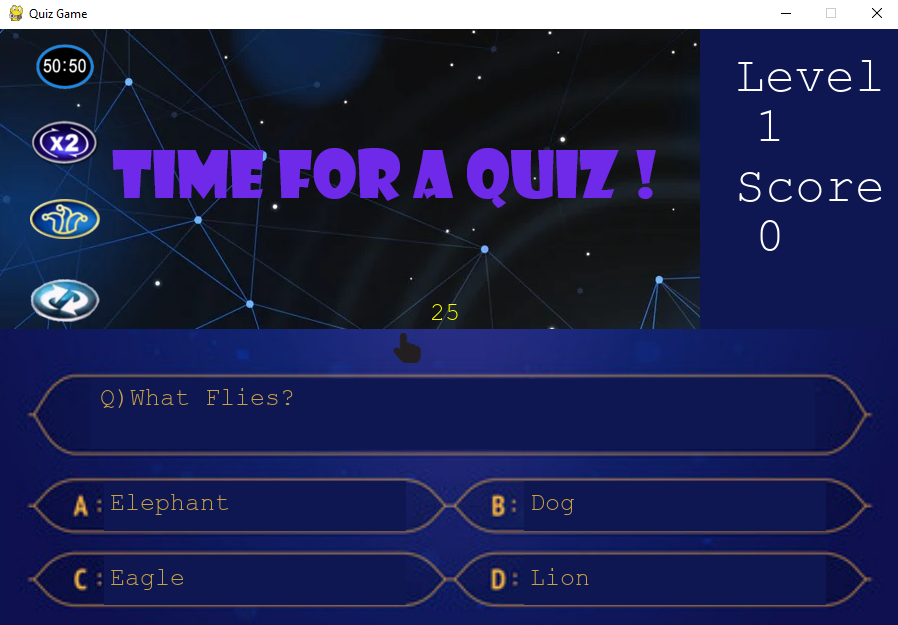 Quiz Game
50:50
x2
TIME FOR A QUIZ !
25
Level
1
Score
0
Q)What Flies?
A: Elephant
B: Dog
C: Eagle
D: Lion